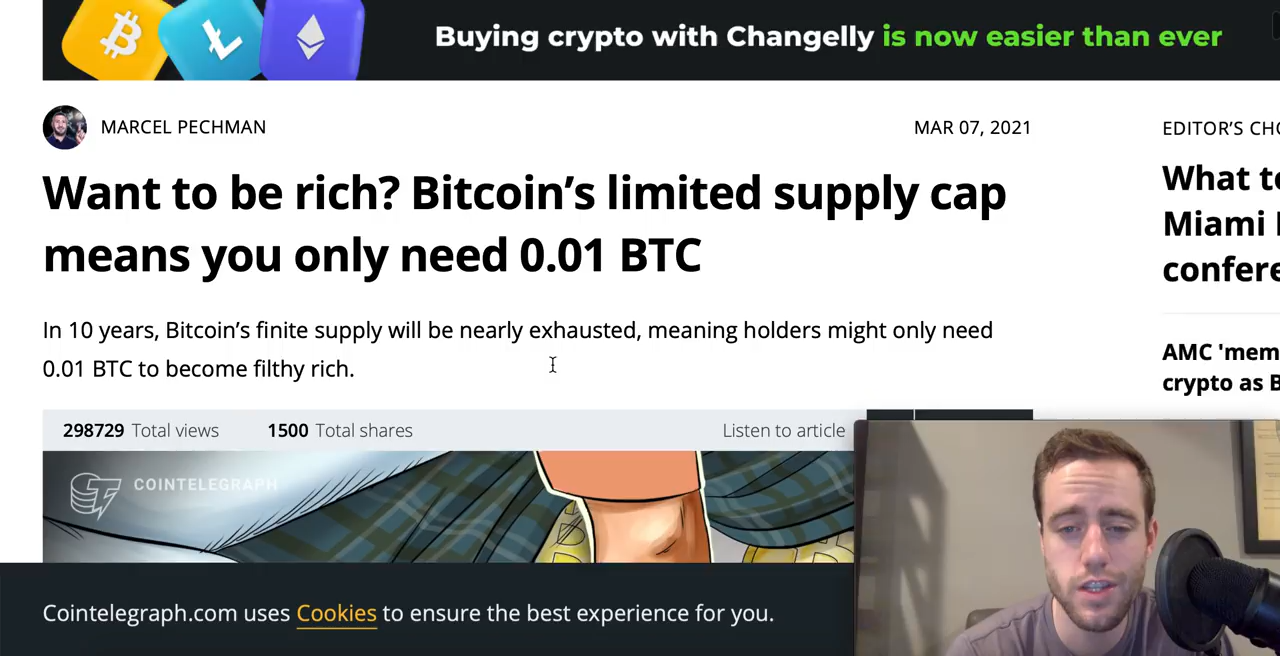 Buying crypto with Changelly is now easier than ever
MARCEL PECHMAN
MAR 07, 2021
Want to be rich? Bitcoin’s limited supply cap
means you only need 0.01 BTC
In 10 years, Bitcoin’s finite supply will be nearly exhausted, meaning holders might only need
0.01 BTC to become filthy rich.
298729 Total views
1500 Total shares
Listen to article
COINTELEGRAPH
Cointelegraph.com uses Cookies to ensure the best experience for you.
EDITOR’S CHO
What to
Miami
confere
AMC 'mem
crypto as B